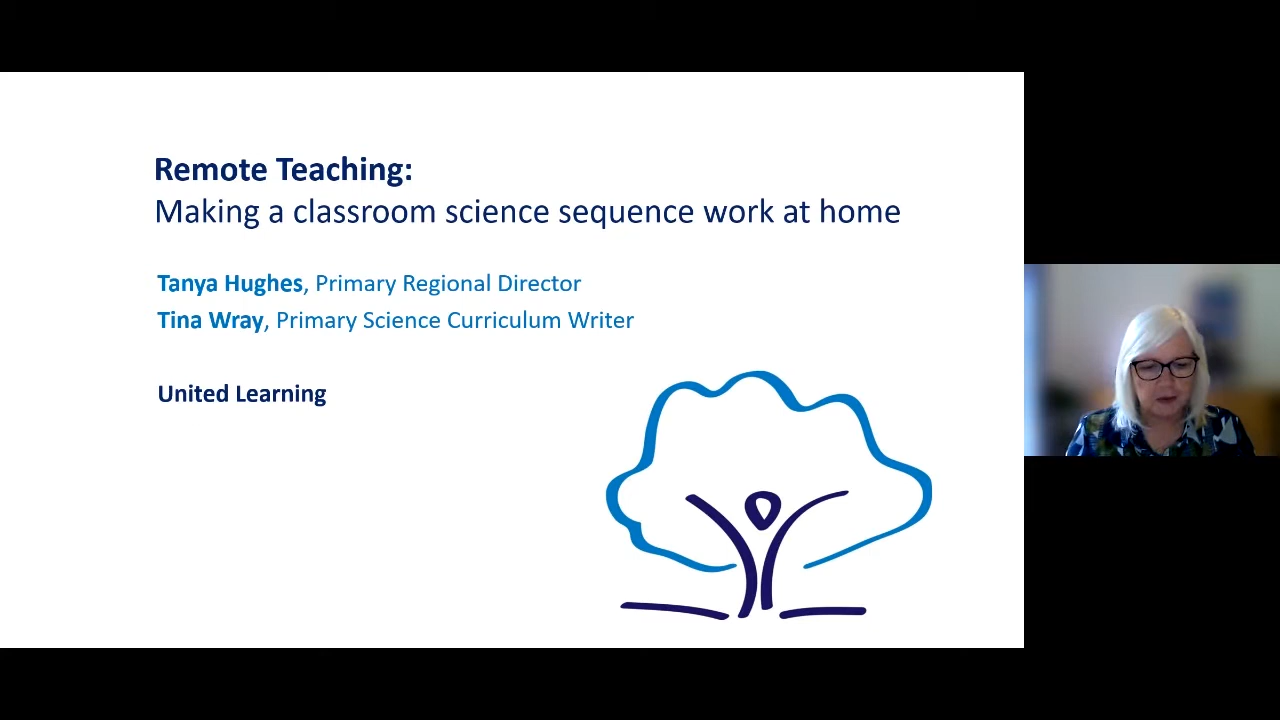 Remote Teaching:
Making a classroom science sequence work at home
Tanya Hughes, Primary Regional Director
Tina Wray, Primary Science Curriculum Writer
United Learning